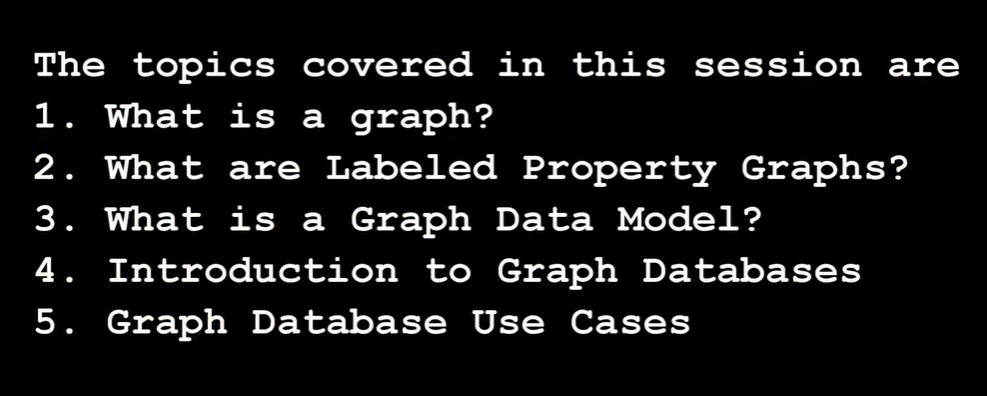 The topics covered in this session are
1. What is a graph?
2. What are Labeled Property Graphs?
3. What is a Graph Data Model?
4. Introduction to Graph Databases
5. Graph Database Use Cases